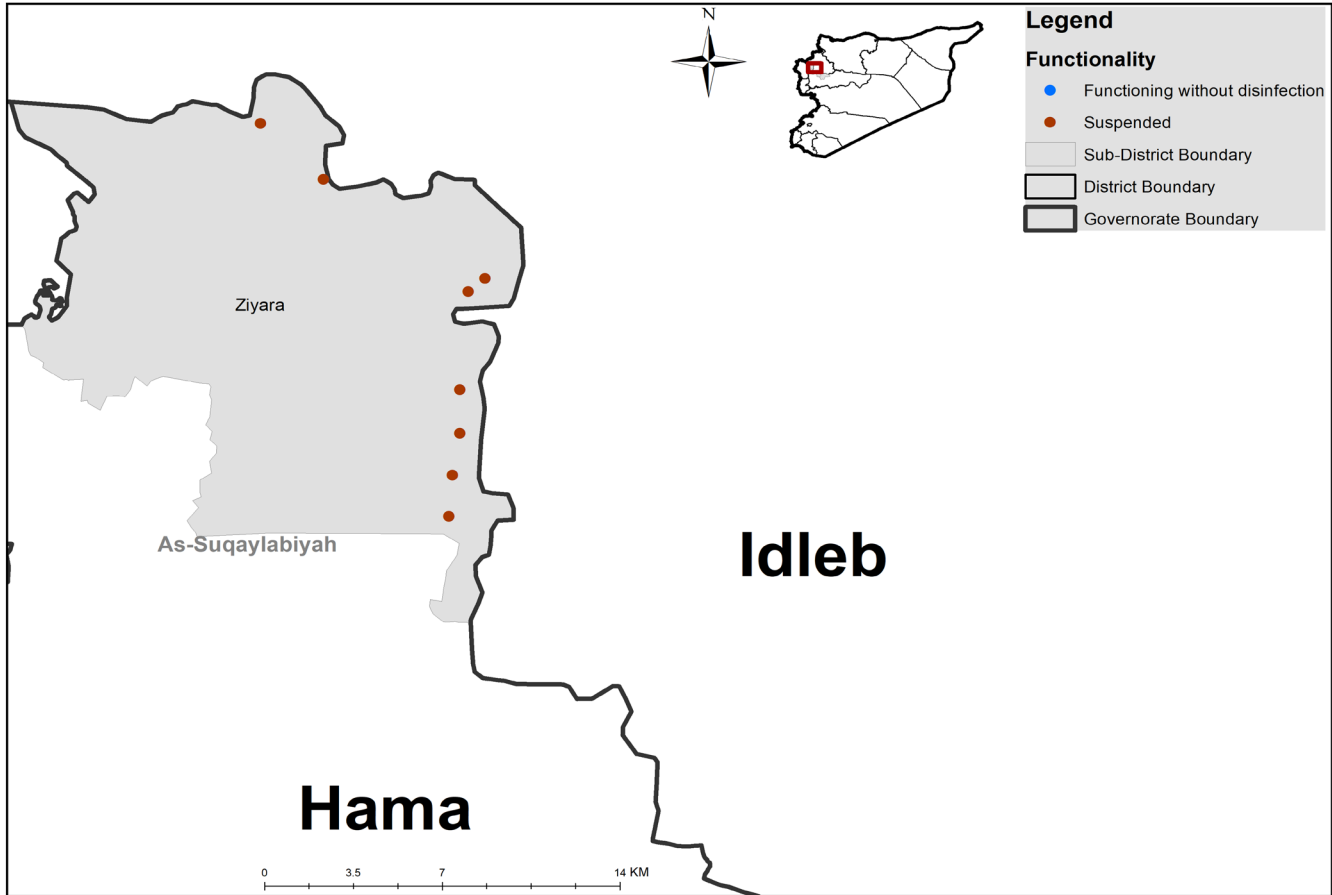 N
Legend
Functionality
Functioning without disinfection
Suspended
Sub-District Boundary
District Boundary
Governorate Boundary
Ziyara
As-Suqaylabiyah
Idleb
Hama
0 3.5 7 14 KM